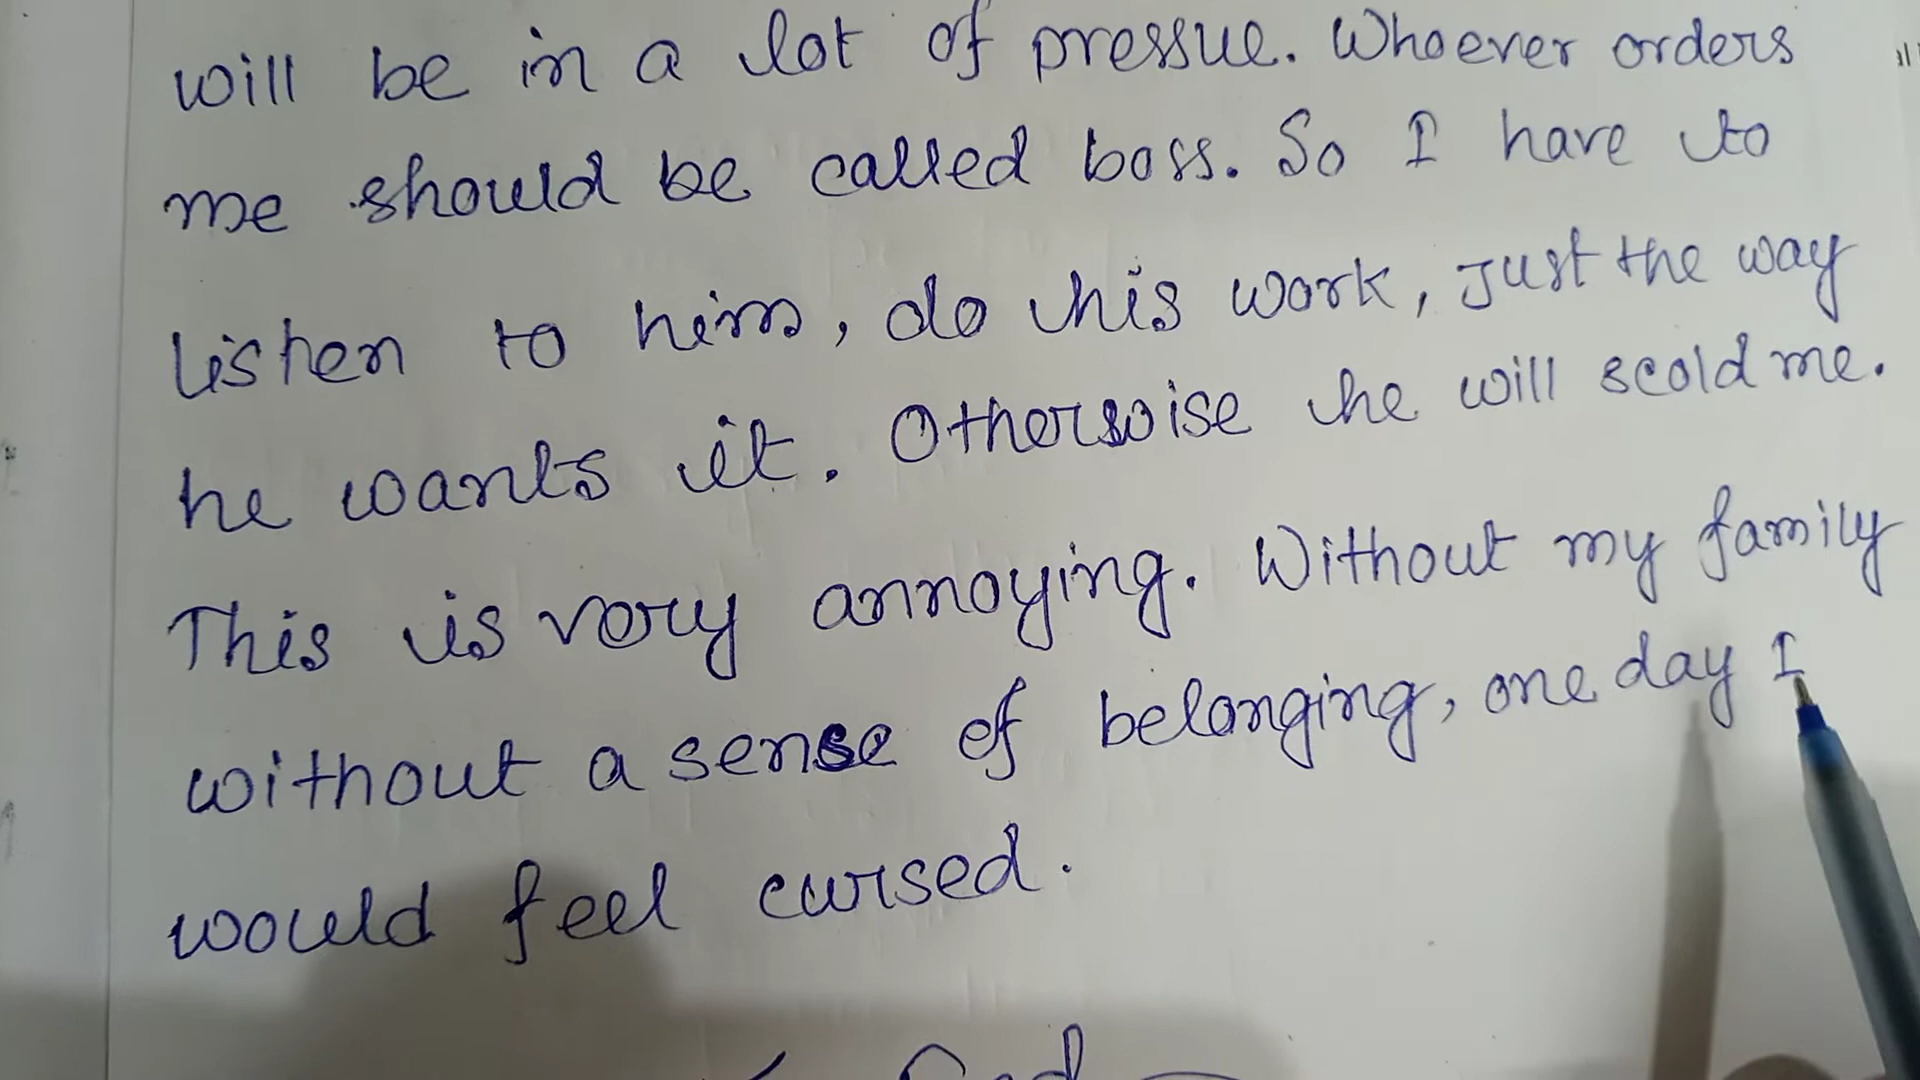 will be in a lot of pressue. Whoever orders
me should be called boss. So I have to
listen to him, do his work, Just the way
he wants it. Otherwise he will scold me.
This is very annoying. Without my family
without a sense of belonging, one day I
would feel cursed.